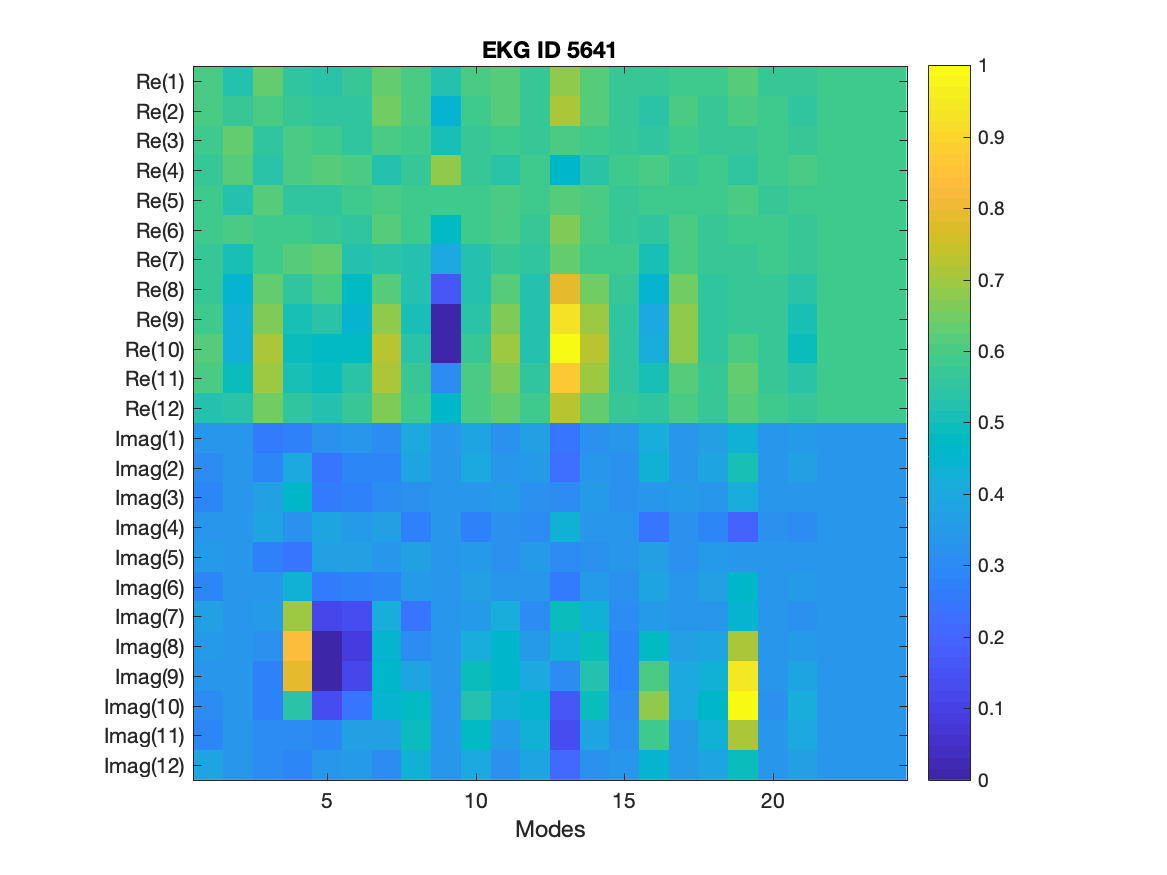 EKG ID 5641
Re(1)
Re(2)
Re(3)
Re(4)
Re(5)
Re(6)
Re(7)
Re(8)
Re(9)
Re(10)
Re(11)
Re(12)
Imag(1)
Imag(2)
Imag(3)
Imag(4)
Imag(5)
Imag(6)
Imag(7)
Imag(8)
Imag(9)
Imag(10)
Imag(11)
Imag(12)
5 10 15 20
Modes
1
0.9
0.8
0.7
0.6
0.5
0.4
0.3
0.2
0.1
0